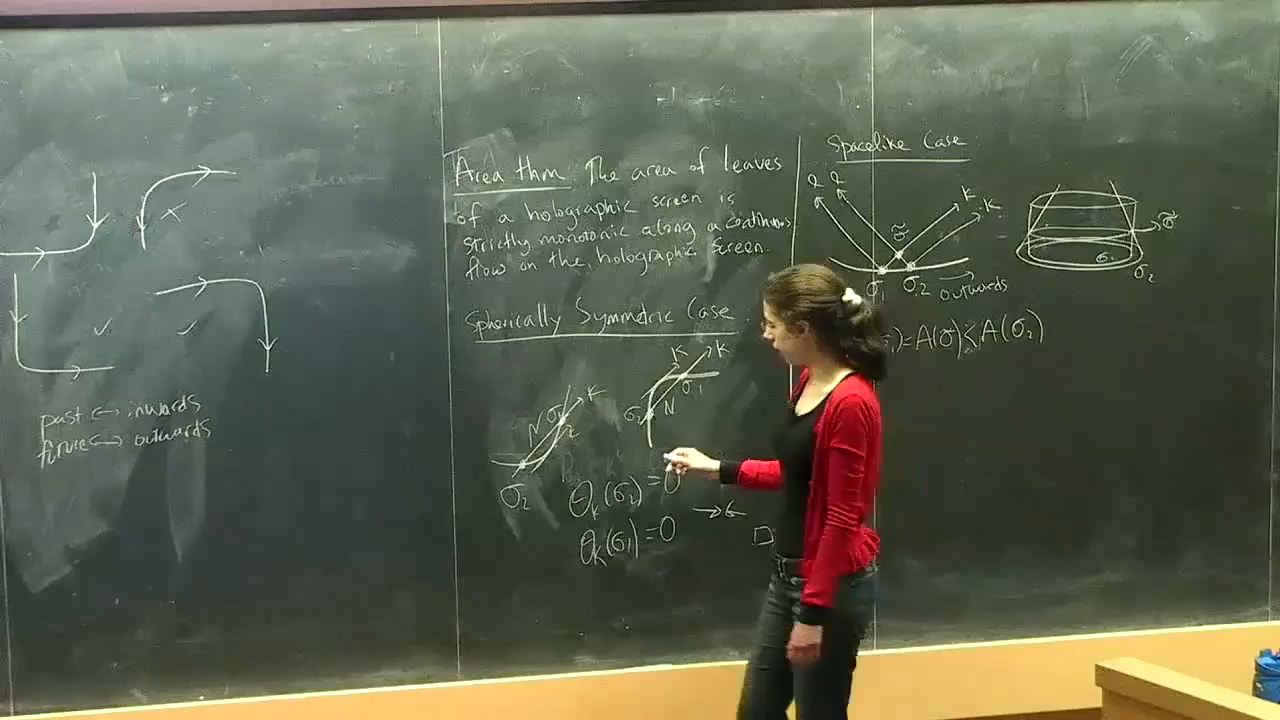 past ↔ inwards
future ↔ outwards
Area thm. The area of leaves
of a holographic screen is
strictly monotonic along a continuous
flow on the holographic screen.
Spherically Symmetric Case.
K
K
σ₁
σ₂
N
N
K
σ₂
θ_K(σ₂)=0
θ_K(σ₁)=0
→←
Spacelike Case
K
K
σ̃
σ₁
σ₂
outwards
σ̃
σ₁
σ₂
)=A(σ̃)<A(σ₂)